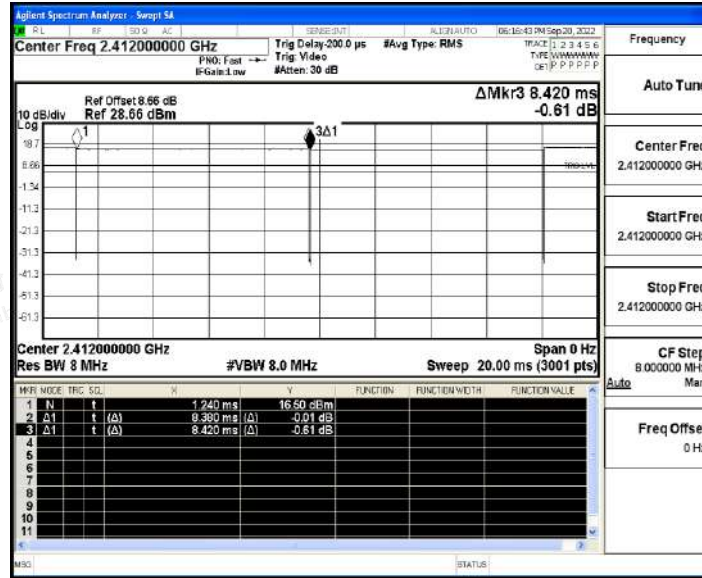 Agilent Spectrum Analyzer - Swept SA
RL RF 50 Ω AC SENSE:INT ALIGNAUTO 06:16:43 PM Sep 20, 2022
Center Freq 2.412000000 GHz
PNO: Fast
IFGain:Low
Trig Delay-200.0 µs
Trig: Video
#Atten: 30 dB
#Avg Type: RMS
TRACE 1 2 3 4 5 6
TYPE WWWWWW
DET P P P P P P
Frequency
Auto Tune
ΔMkr3 8.420 ms
-0.61 dB
Ref Offset 8.66 dB
Ref 28.66 dBm
10 dB/div
Log
1
3Δ1
18.7
8.66
TRIG LVL
-1.34
-11.3
-21.3
-31.3
-41.3
-51.3
-61.3
Center Freq
2.412000000 GHz
Start Freq
2.412000000 GHz
Stop Freq
2.412000000 GHz
Center 2.412000000 GHz
Span 0 Hz
Res BW 8 MHz
#VBW 8.0 MHz
Sweep 20.00 ms (3001 pts)
CF Step
8.000000 MHz
Auto Man
Freq Offset
0 Hz
MKR MODE TRC SCL X Y FUNCTION FUNCTION WIDTH FUNCTION VALUE
1 N t 1.240 ms 16.50 dBm
2 Δ1 t (Δ) 8.380 ms (Δ) -0.01 dB
3 Δ1 t (Δ) 8.420 ms (Δ) -0.61 dB
4
5
6
7
8
9
10
11
MSG
STATUS